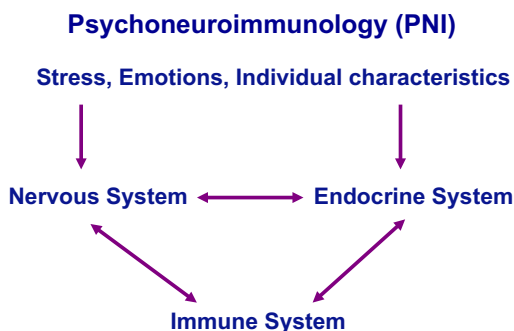 Psychoneuroimmunology (PNI)
Stress, Emotions, Individual characteristics
Nervous System
Endocrine System
Immune System